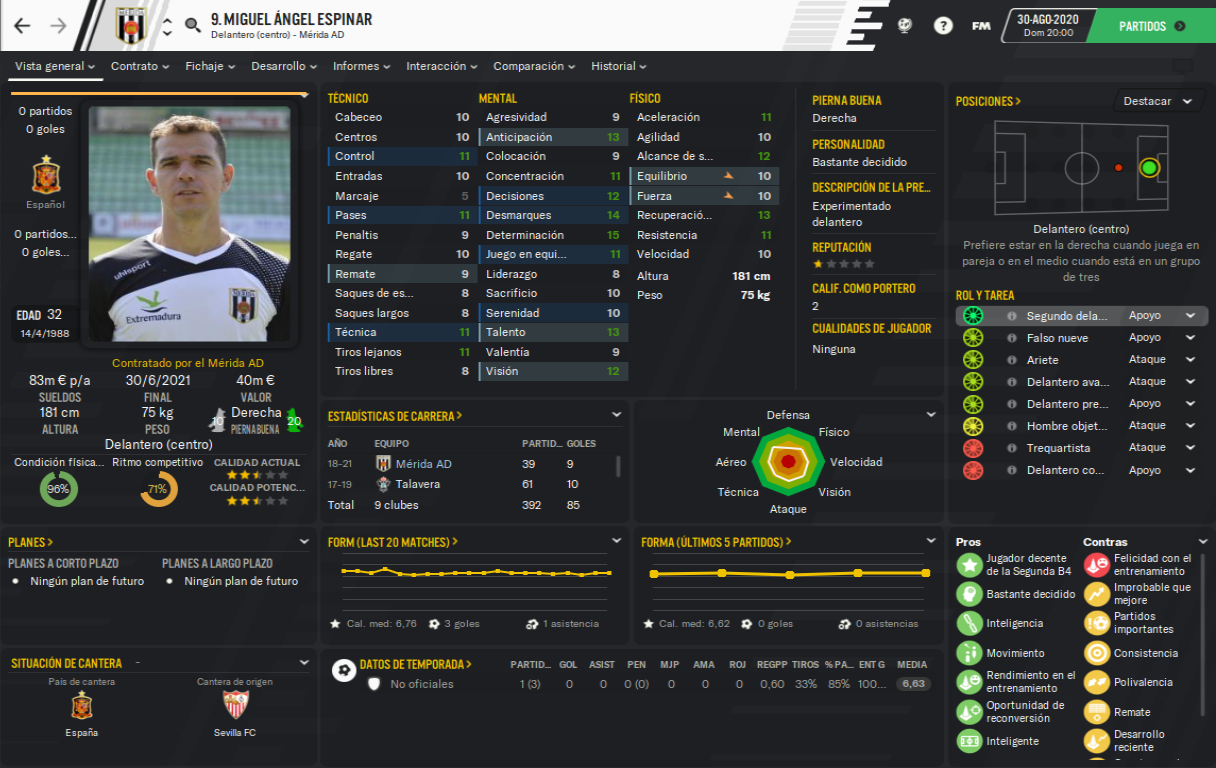 9. MIGUEL ÁNGEL ESPINAR
Delantero (centro) - Mérida AD
?
FM
30-AGO-2020
Dom 20:00
PARTIDOS
Vista general
Contrato
Fichaje
Desarrollo
Informes
Interacción
Comparación
Historial
0 partidos
0 goles
Español
0 partidos...
0 goles...
uhlsport
Extremadura
EDAD 32
14/4/1988
Contratado por el Mérida AD
83m € p/a
SUELDOS
30/6/2021
FINAL
40m €
VALOR
181 cm
ALTURA
75 kg
PESO
10
Derecha
PIERNA BUENA
20
Delantero (centro)
Condición física...
96%
Ritmo competitivo
71%
CALIDAD ACTUAL
CALIDAD POTENC...
TÉCNICO
Cabeceo 10
Centros 10
Control 11
Entradas 10
Marcaje 5
Pases 11
Penaltis 9
Regate 10
Remate 9
Saques de es... 8
Saques largos 8
Técnica 11
Tiros lejanos 11
Tiros libres 8
MENTAL
Agresividad 9
Anticipación 13
Colocación 9
Concentración 11
Decisiones 12
Desmarques 14
Determinación 15
Juego en equi... 11
Liderazgo 8
Sacrificio 10
Serenidad 10
Talento 13
Valentía 9
Visión 12
FÍSICO
Aceleración 11
Agilidad 10
Alcance de s... 12
Equilibrio 10
Fuerza 10
Recuperació... 13
Resistencia 11
Velocidad 10
Altura 181 cm
Peso 75 kg
PIERNA BUENA
Derecha
PERSONALIDAD
Bastante decidido
DESCRIPCIÓN DE LA PRE...
Experimentado
delantero
REPUTACIÓN
CALIF. COMO PORTERO
2
CUALIDADES DE JUGADOR
Ninguna
POSICIONES >
Destacar
Delantero (centro)
Prefiere estar en la derecha cuando juega en
pareja o en el medio cuando está en un grupo
de tres
ROL Y TAREA
Segundo dela... Apoyo
Falso nueve Apoyo
Ariete Ataque
Delantero ava... Ataque
Delantero pre... Apoyo
Hombre objet... Ataque
Trequartista Ataque
Delantero co... Apoyo
ESTADÍSTICAS DE CARRERA >
AÑO EQUIPO PARTID... GOLES
18-21 Mérida AD 39 9
17-19 Talavera 61 10
Total 9 clubes 392 85
Defensa
Mental Físico
Aéreo Velocidad
Técnica Visión
Ataque
PLANES >
PLANES A CORTO PLAZO
Ningún plan de futuro
PLANES A LARGO PLAZO
Ningún plan de futuro
FORM (LAST 20 MATCHES) >
Cal. med: 6,76 3 goles 1 asistencia
FORMA (ÚLTIMOS 5 PARTIDOS) >
Cal. med: 6,62 0 goles 0 asistencias
Pros
Jugador decente
de la Segunda B4
Bastante decidido
Inteligencia
Movimiento
Rendimiento en el
entrenamiento
Oportunidad de
reconversión
Inteligente
Contras
Felicidad con el
entrenamiento
Improbable que
mejore
Partidos
importantes
Consistencia
Polivalencia
Remate
Desarrollo
reciente
SITUACIÓN DE CANTERA -
País de cantera
España
Cantera de origen
Sevilla FC
DATOS DE TEMPORADA > PARTID... GOL ASIST PEN MJP AMA ROJ REGPP TIROS % PA... ENT G MEDIA
No oficiales 1 (3) 0 0 0 (0) 0 0 0 0,60 33% 85% 100... 6,63